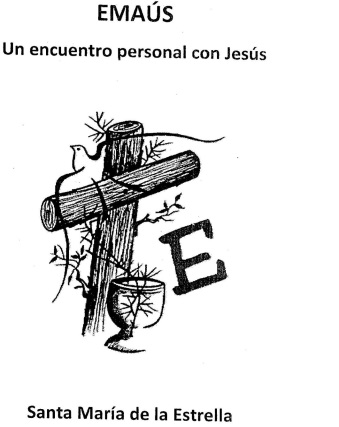 EMAÚS
Un encuentro personal con Jesús
E
Santa María de la Estrella